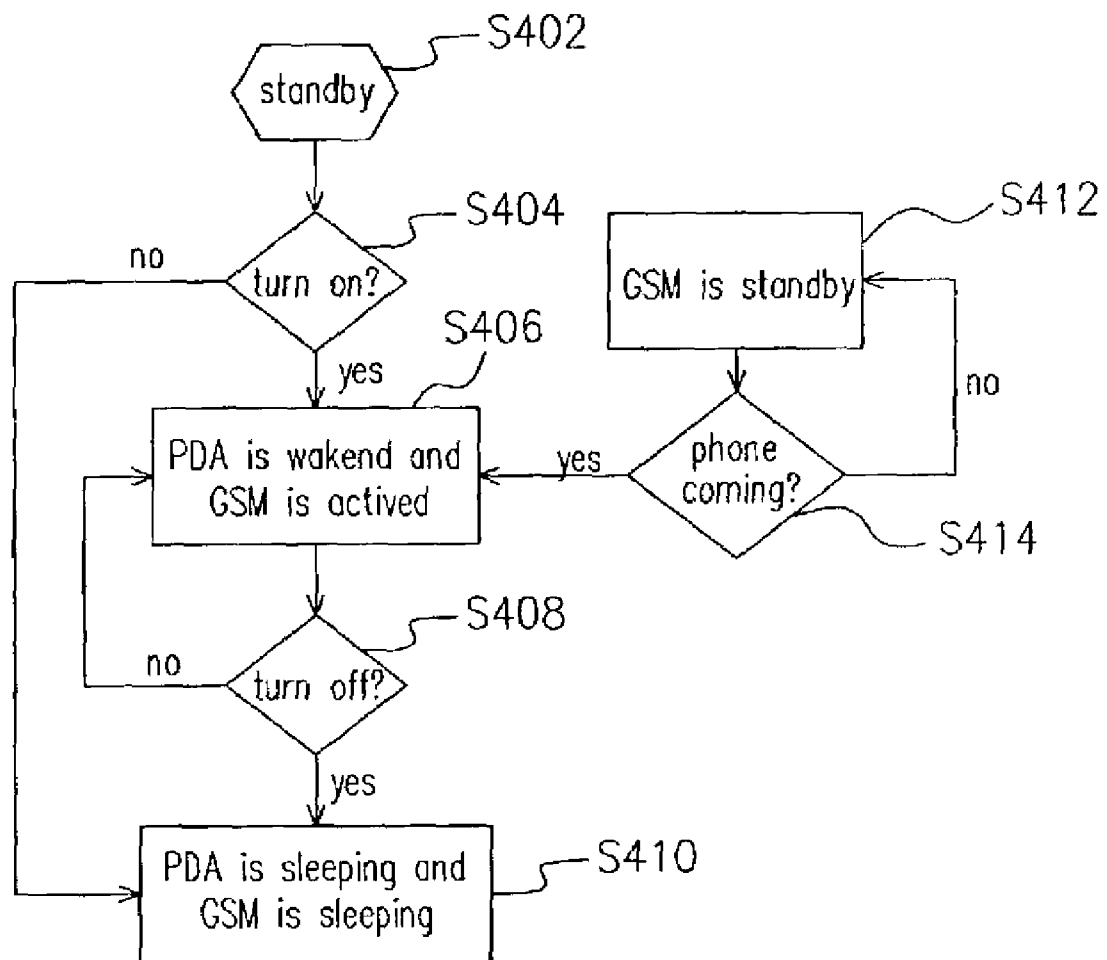 S402
standby
S404
no
turn on?
S412
GSM is standby
S406
yes
no
PDA is wakend and
GSM is actived
yes
phone
coming?
S414
S408
no
turn off?
yes
S410
PDA is sleeping and
GSM is sleeping